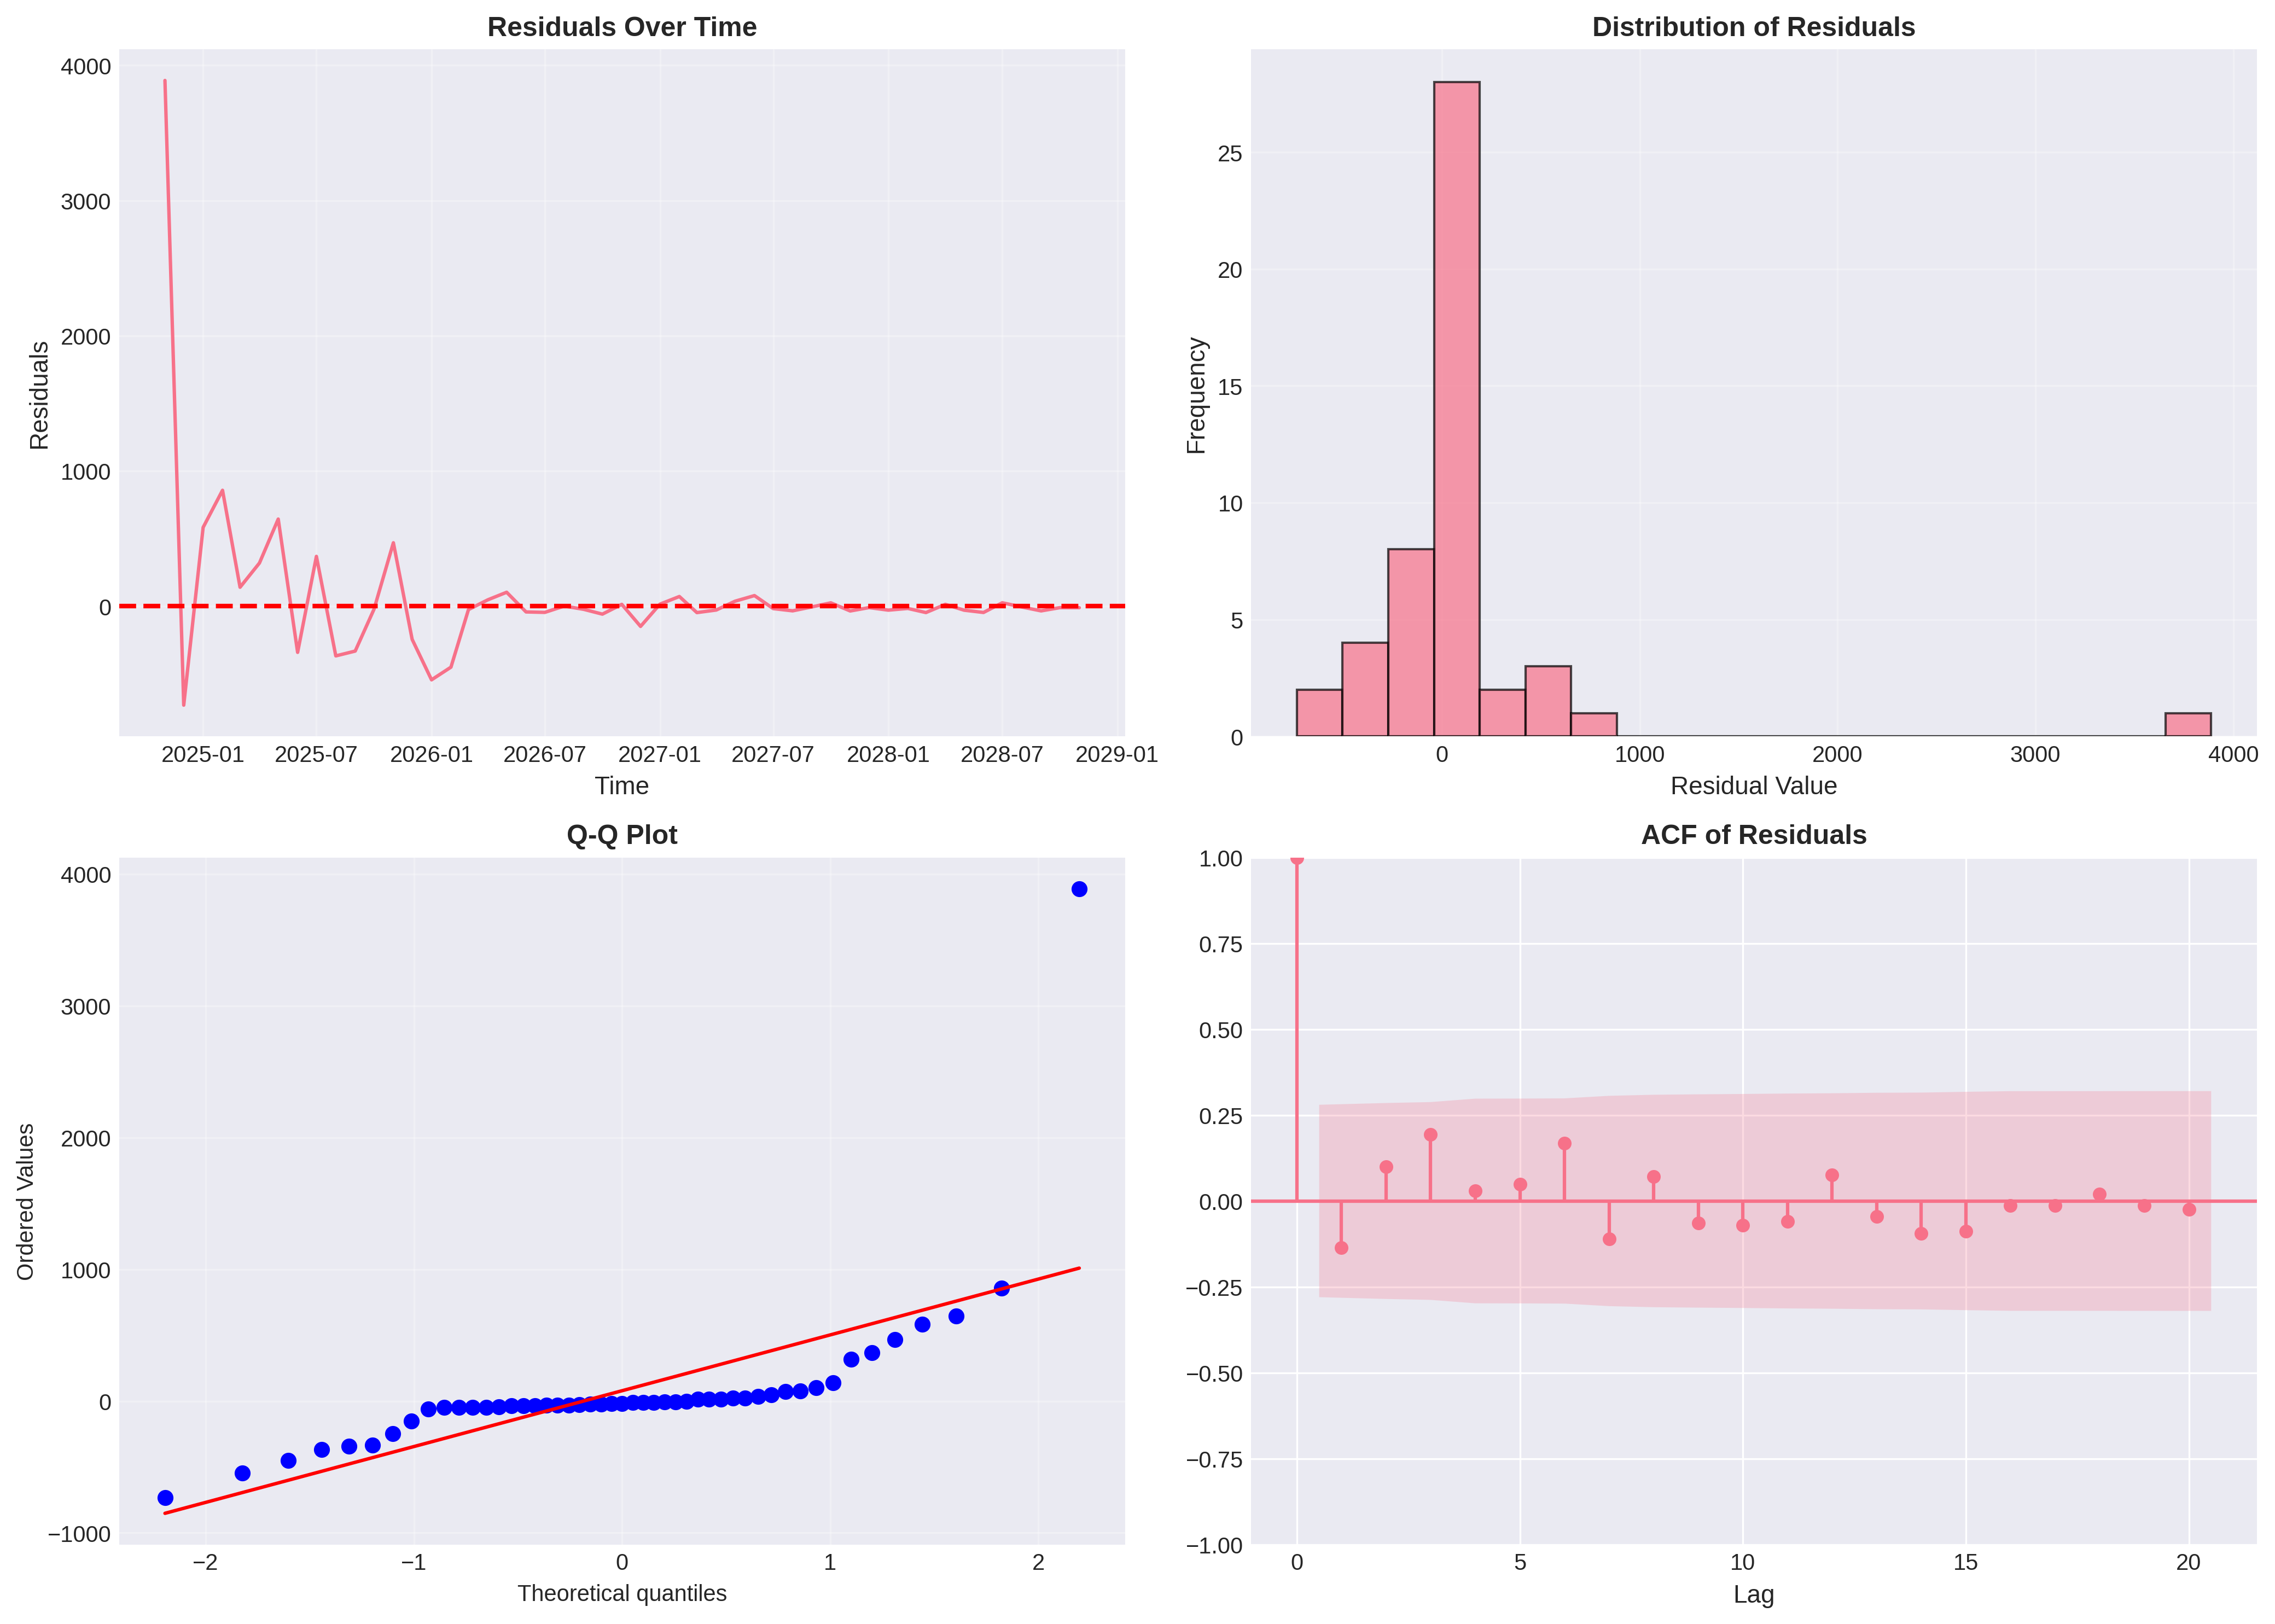 Residuals Over Time
4000
3000
2000
1000
0
Residuals
2025-01 2025-07 2026-01 2026-07 2027-01 2027-07 2028-01 2028-07 2029-01
Time
Distribution of Residuals
25
20
15
10
5
0
Frequency
0 1000 2000 3000 4000
Residual Value
Q-Q Plot
4000
3000
2000
1000
0
−1000
Ordered Values
−2 −1 0 1 2
Theoretical quantiles
ACF of Residuals
1.00
0.75
0.50
0.25
0.00
−0.25
−0.50
−0.75
−1.00
0 5 10 15 20
Lag